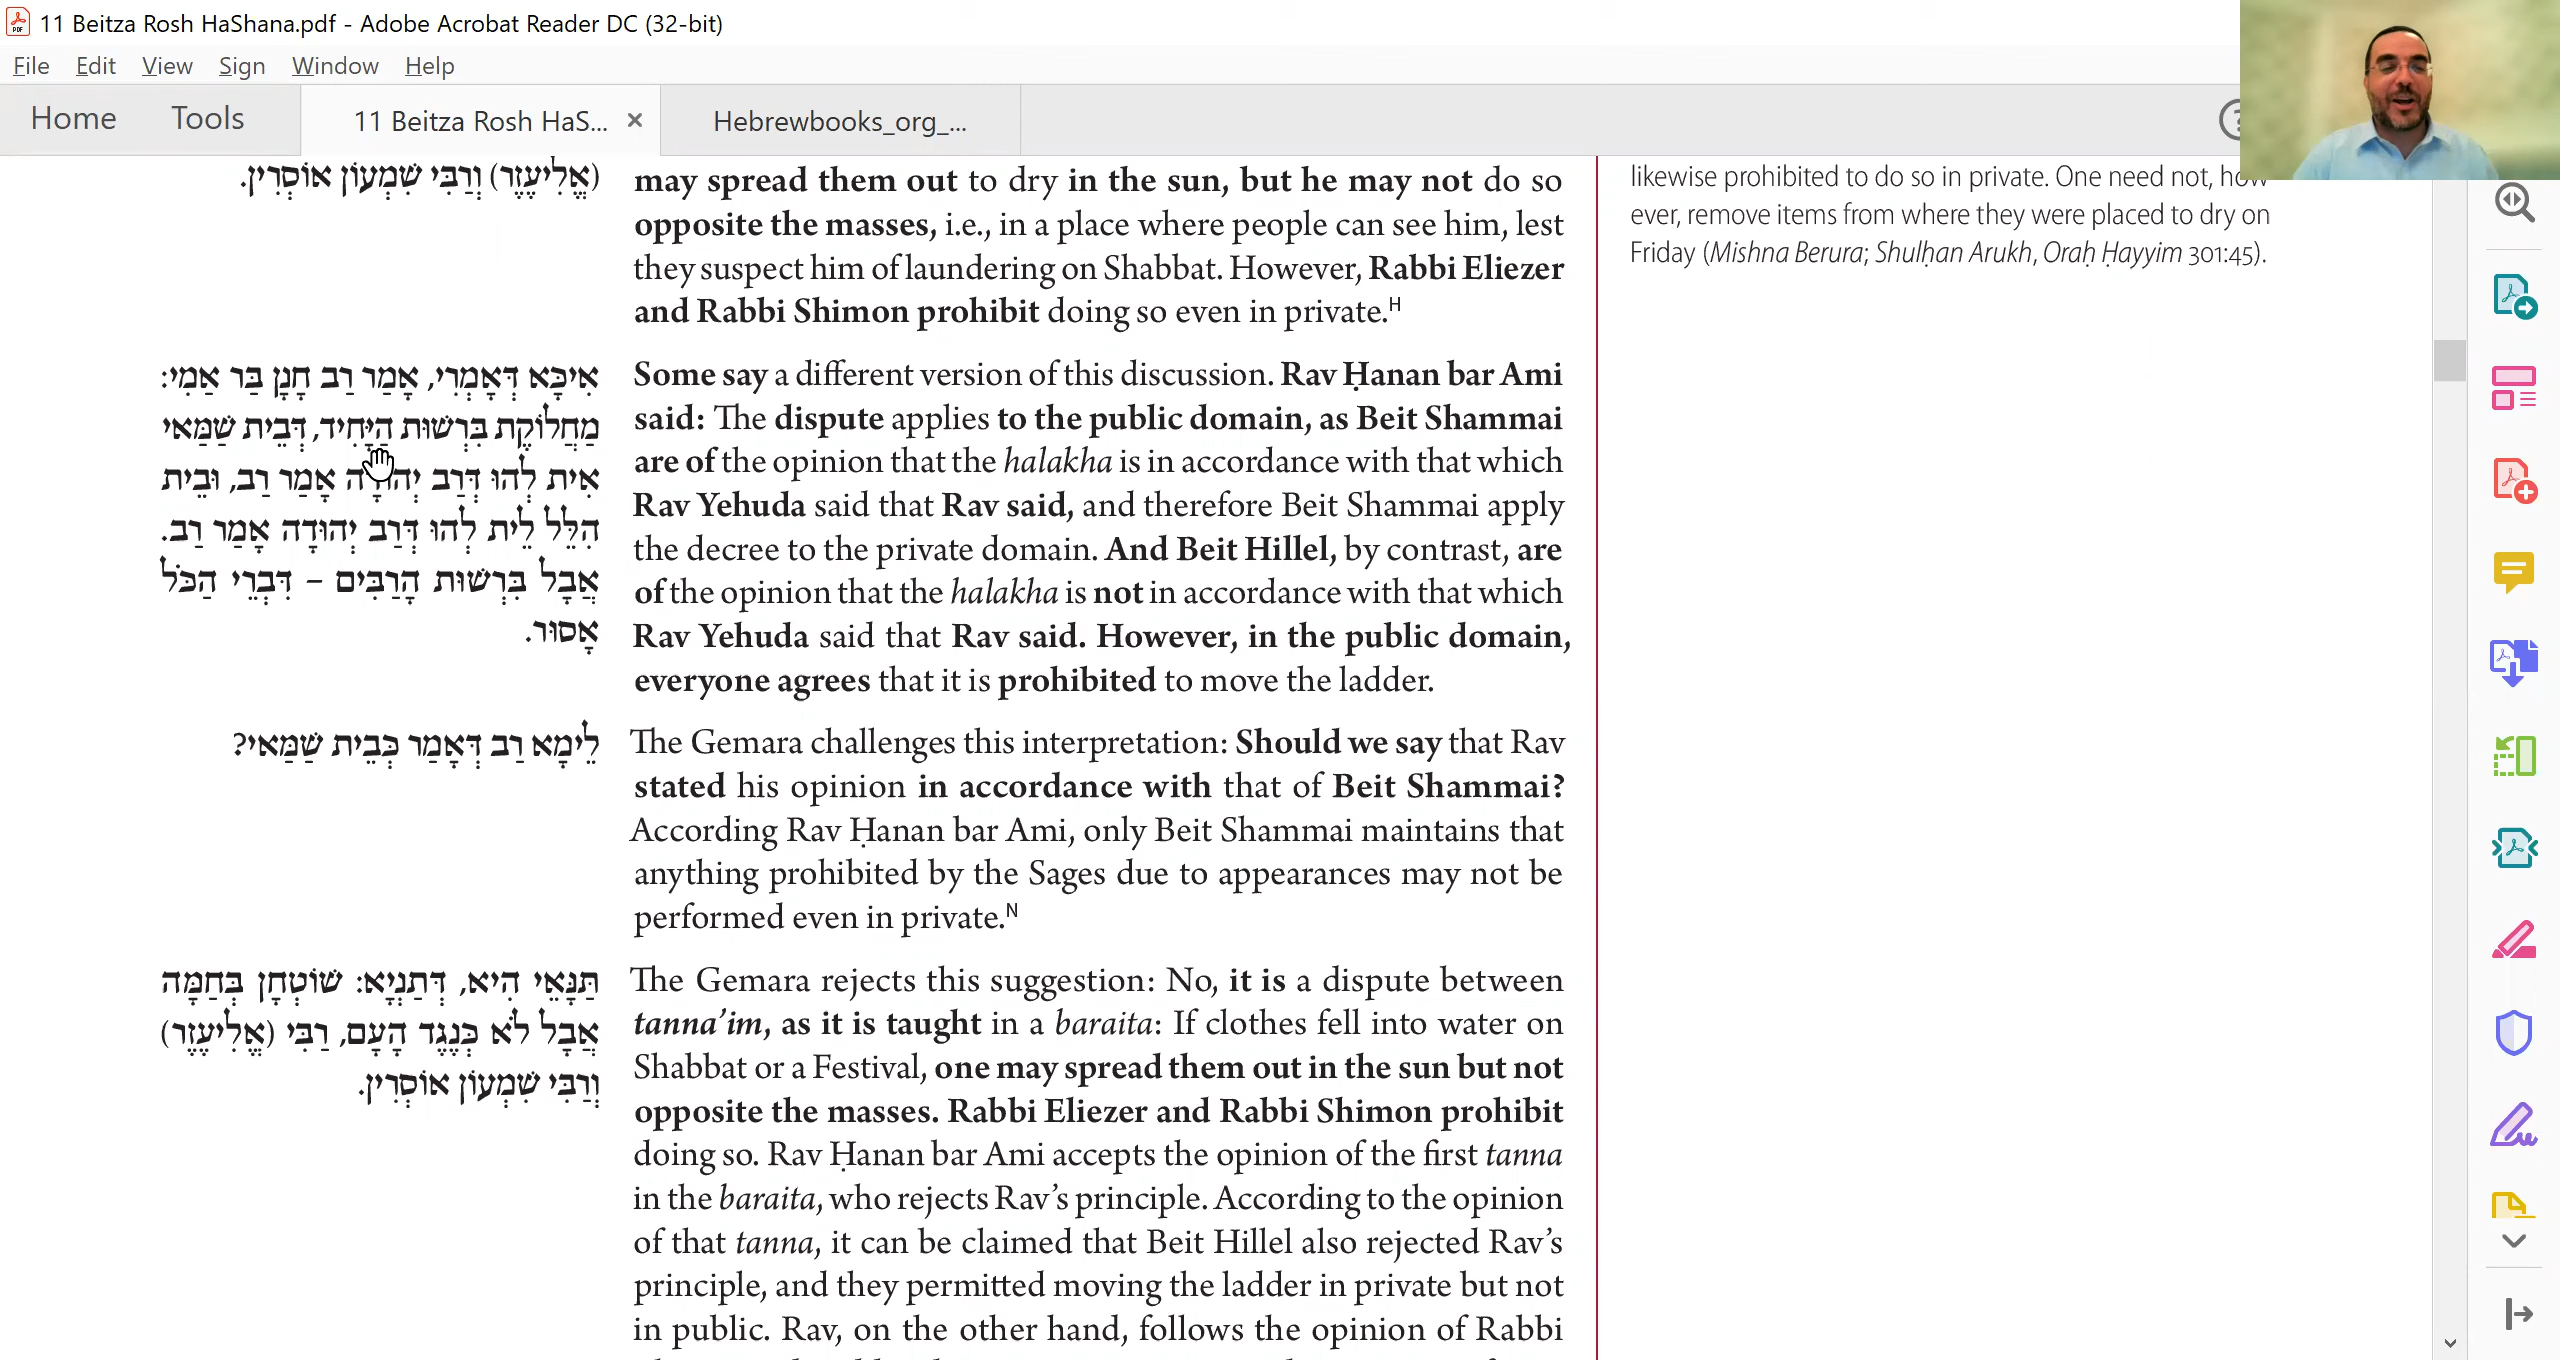 11 Beitza Rosh HaShana.pdf - Adobe Acrobat Reader DC (32-bit)
File Edit View Sign Window Help
Home Tools 11 Beitza Rosh HaS... × Hebrewbooks_org_...
(אֱלִיעֶזֶר) וְרַבִּי שִׁמְעוֹן אוֹסְרִין.
may spread them out to dry in the sun, but he may not do so
opposite the masses, i.e., in a place where people can see him, lest
they suspect him of laundering on Shabbat. However, Rabbi Eliezer
and Rabbi Shimon prohibit doing so even in private.H
אִיכָּא דְּאָמְרִי, אָמַר רַב חָנָן בַּר אַמִּי:
מַחֲלוֹקֶת בִּרְשׁוּת הַיָּחִיד, דְּבֵית שַׁמַּאי
אִית לְהוּ דְּרַב יְהוּדָה אָמַר רַב, וּבֵית
הִלֵּל לֵית לְהוּ דְּרַב יְהוּדָה אָמַר רַב.
אֲבָל בִּרְשׁוּת הָרַבִּים – דִּבְרֵי הַכֹּל
אָסוּר.
Some say a different version of this discussion. Rav Ḥanan bar Ami
said: The dispute applies to the public domain, as Beit Shammai
are of the opinion that the halakha is in accordance with that which
Rav Yehuda said that Rav said, and therefore Beit Shammai apply
the decree to the private domain. And Beit Hillel, by contrast, are
of the opinion that the halakha is not in accordance with that which
Rav Yehuda said that Rav said. However, in the public domain,
everyone agrees that it is prohibited to move the ladder.
לֵימָא רַב דְּאָמַר כְּבֵית שַׁמַּאי?
The Gemara challenges this interpretation: Should we say that Rav
stated his opinion in accordance with that of Beit Shammai?
According Rav Ḥanan bar Ami, only Beit Shammai maintains that
anything prohibited by the Sages due to appearances may not be
performed even in private.N
תַּנָּאֵי הִיא, דְּתַנְיָא: שׁוֹטְחָן בְּחַמָּה
אֲבָל לֹא כְּנֶגֶד הָעָם, רַבִּי (אֱלִיעֶזֶר)
וְרַבִּי שִׁמְעוֹן אוֹסְרִין.
The Gemara rejects this suggestion: No, it is a dispute between
tanna'im, as it is taught in a baraita: If clothes fell into water on
Shabbat or a Festival, one may spread them out in the sun but not
opposite the masses. Rabbi Eliezer and Rabbi Shimon prohibit
doing so. Rav Ḥanan bar Ami accepts the opinion of the first tanna
in the baraita, who rejects Rav's principle. According to the opinion
of that tanna, it can be claimed that Beit Hillel also rejected Rav's
principle, and they permitted moving the ladder in private but not
in public. Rav, on the other hand, follows the opinion of Rabbi
likewise prohibited to do so in private. One need not, how
ever, remove items from where they were placed to dry on
Friday (Mishna Berura; Shulḥan Arukh, Oraḥ Ḥayyim 301:45).